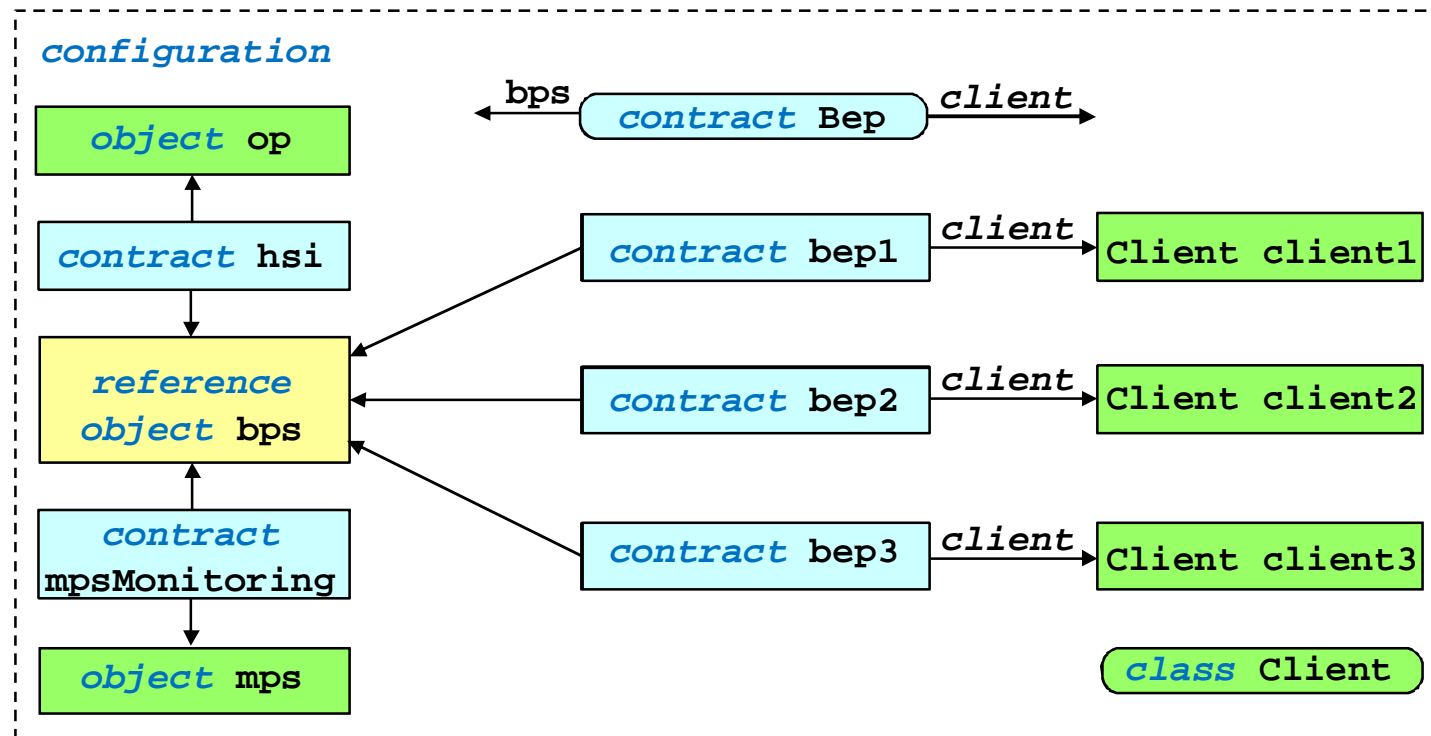 configuration
bps
contract Bep
client
object op
contract hsi
contract bep1
client
Client client1
reference
object bps
contract bep2
client
Client client2
contract
mpsMonitoring
contract bep3
client
Client client3
object mps
class Client